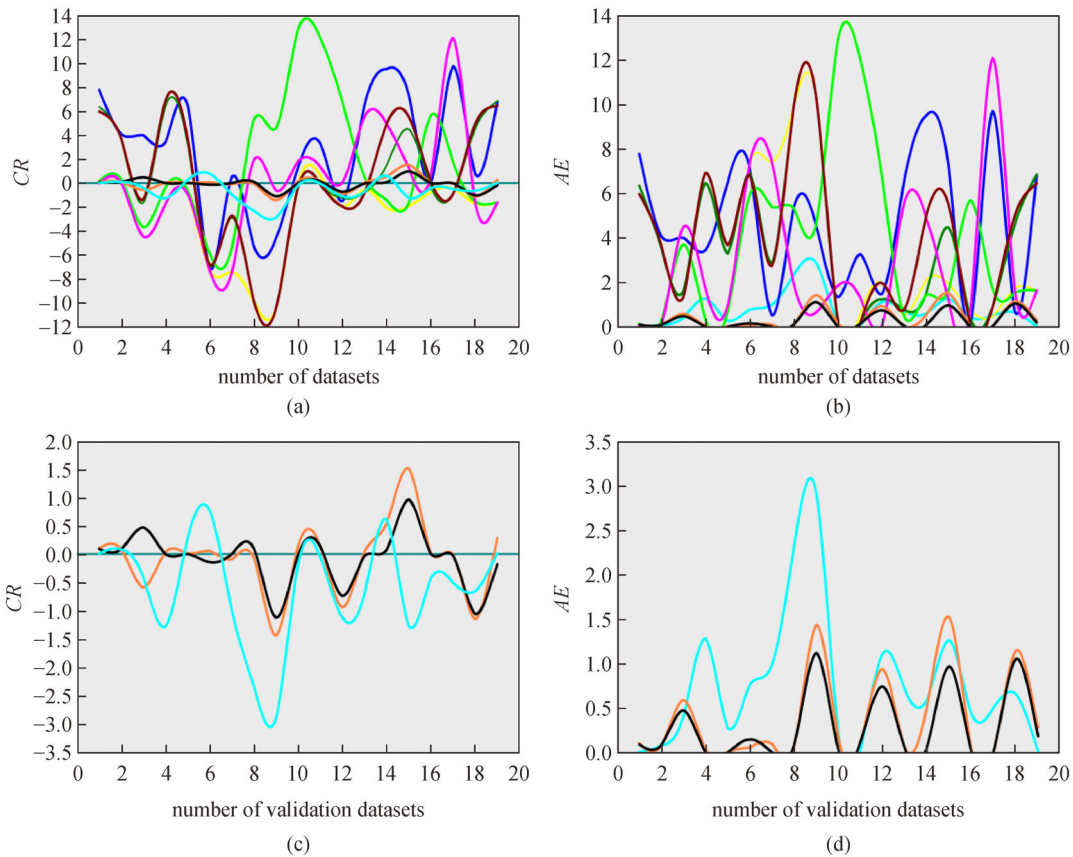 14
12
10
8
6
4
2
0
−2
−4
−6
−8
−10
−12
CR
0 2 4 6 8 10 12 14 16 18 20
number of datasets
(a)
14
12
10
8
6
4
2
0
AE
0 2 4 6 8 10 12 14 16 18 20
number of datasets
(b)
2.0
1.5
1.0
0.5
0.0
−0.5
−1.0
−1.5
−2.0
−2.5
−3.0
−3.5
CR
0 2 4 6 8 10 12 14 16 18 20
number of validation datasets
(c)
3.5
3.0
2.5
2.0
1.5
1.0
0.5
0.0
AE
0 2 4 6 8 10 12 14 16 18 20
number of validation datasets
(d)